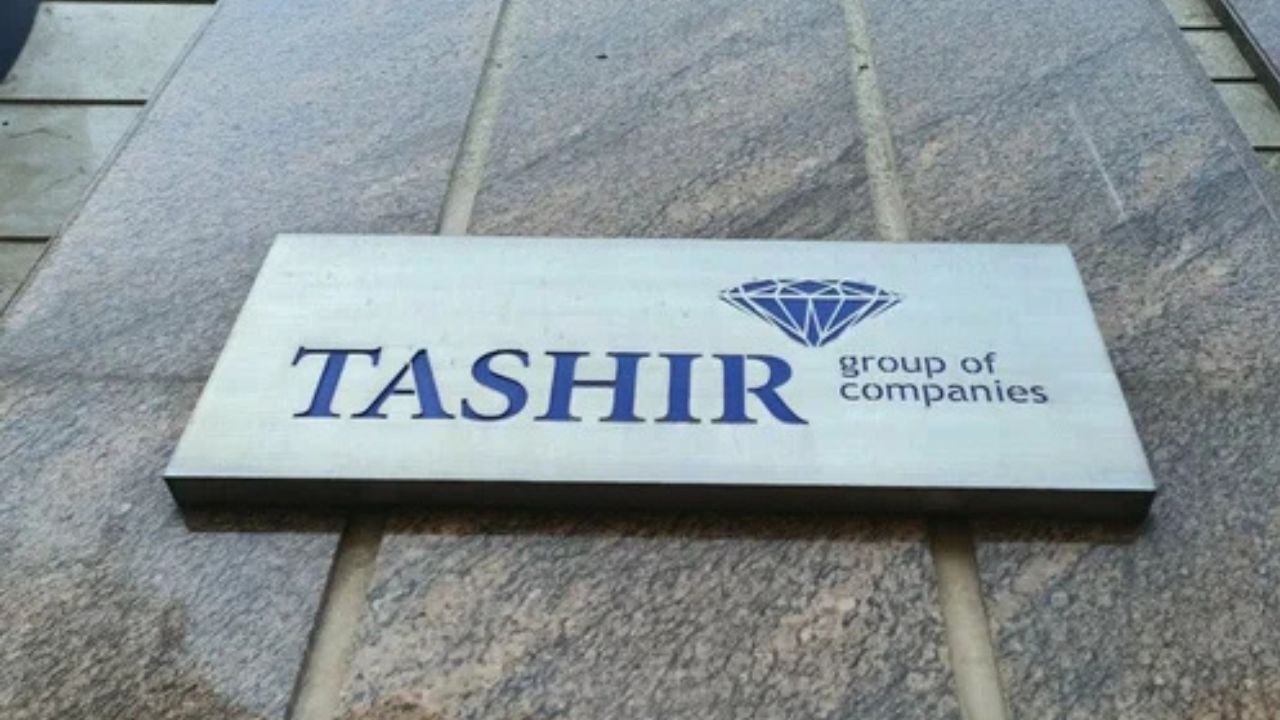 TASHIR
group of
companies